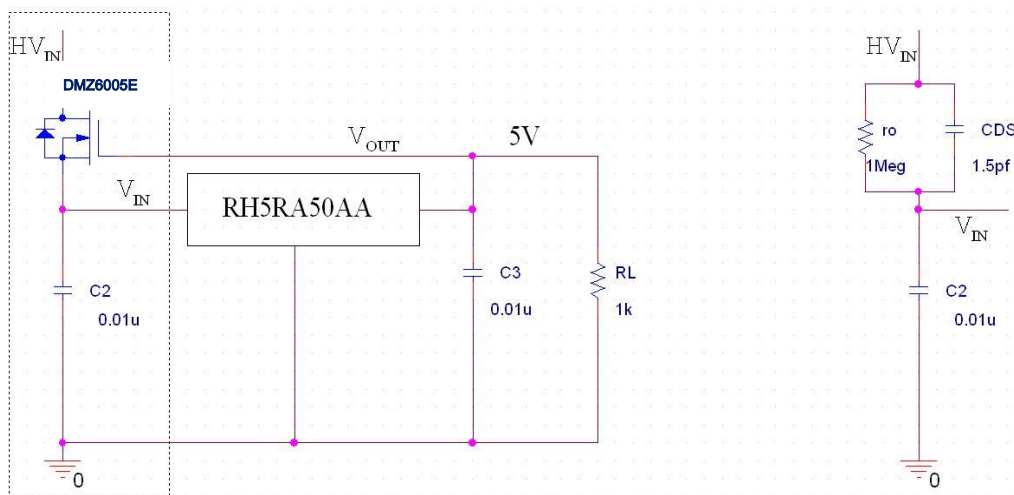 HVIN
DMZ6005E
VOUT
5V
VIN
RH5RA50AA
C2
0.01u
C3
0.01u
RL
1k
0
HVIN
ro
1Meg
CDS
1.5pf
VIN
C2
0.01u
0